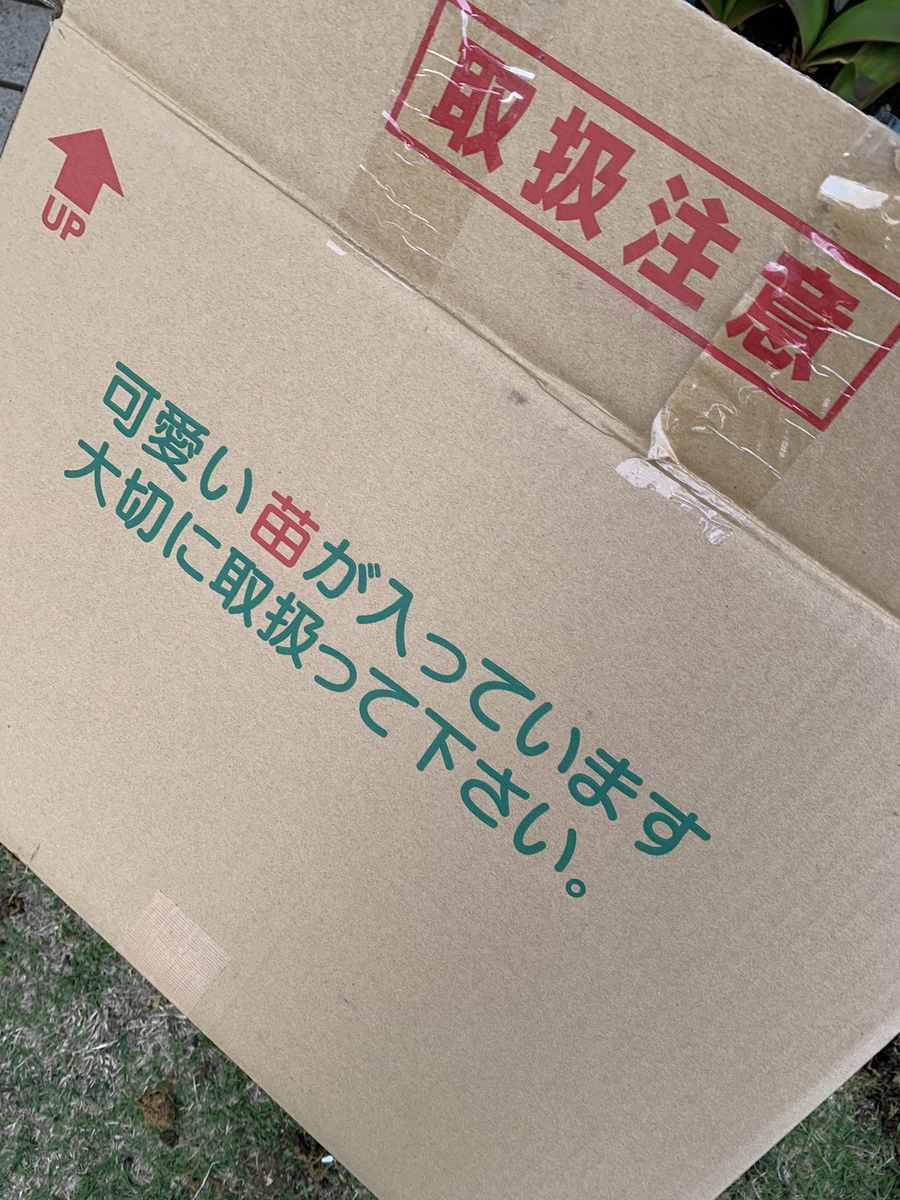 取扱注意
UP
可愛い苗が入っています
大切に取扱って下さい。